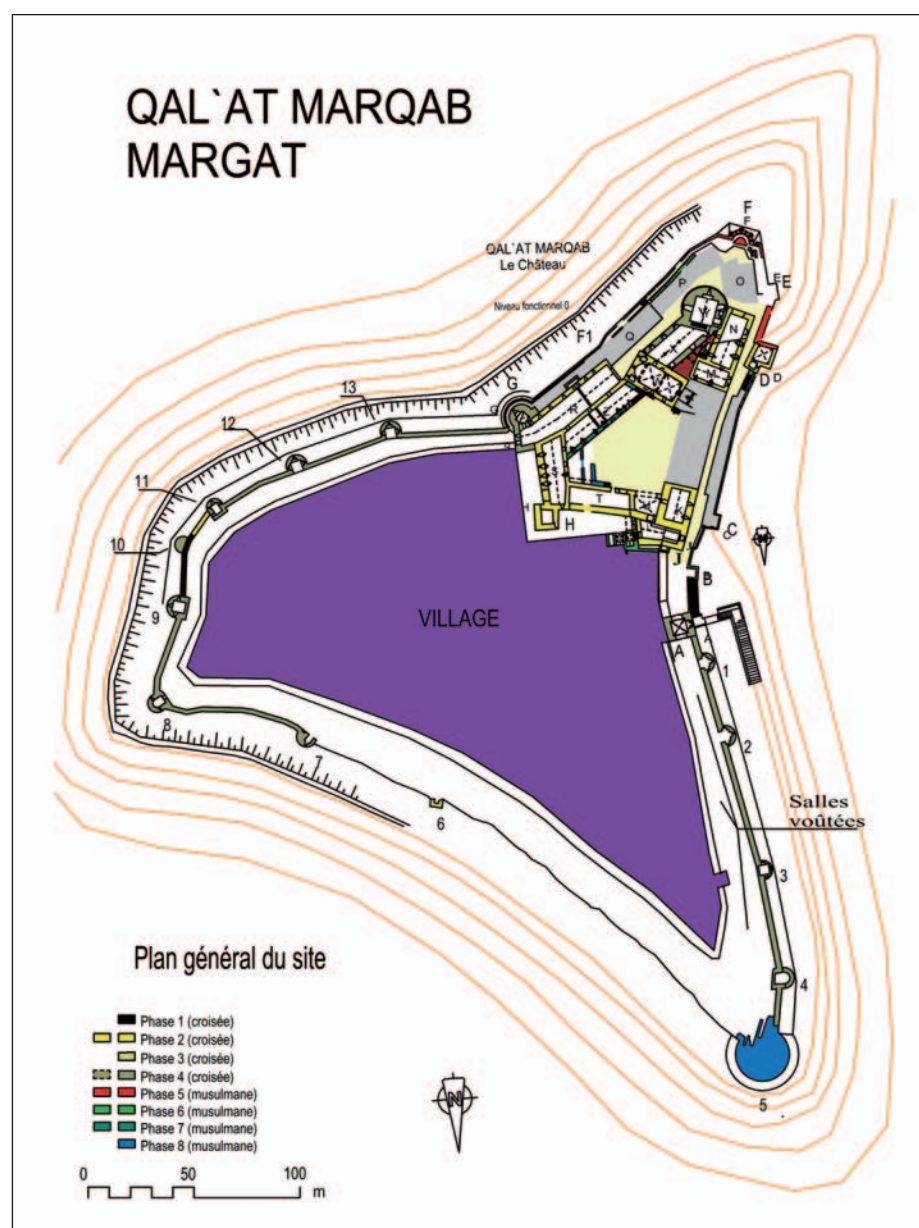 QAL`AT MARQAB
MARGAT
F
F
QAL`AT MARQAB
Le Château
E
E
P
O
Niveau fonctionnel 0
W
F1
Q
N
13
G
D
D
12
R
11
S
T
K
H
H
C
10
J
B
9
VILLAGE
A
A
1
8
2
7
Salles
voûtées
6
3
Plan général du site
4
Phase 1 (croisée)
Phase 2 (croisée)
Phase 3 (croisée)
Phase 4 (croisée)
Phase 5 (musulmane)
Phase 6 (musulmane)
Phase 7 (musulmane)
Phase 8 (musulmane)
N
5
0
50
100
m